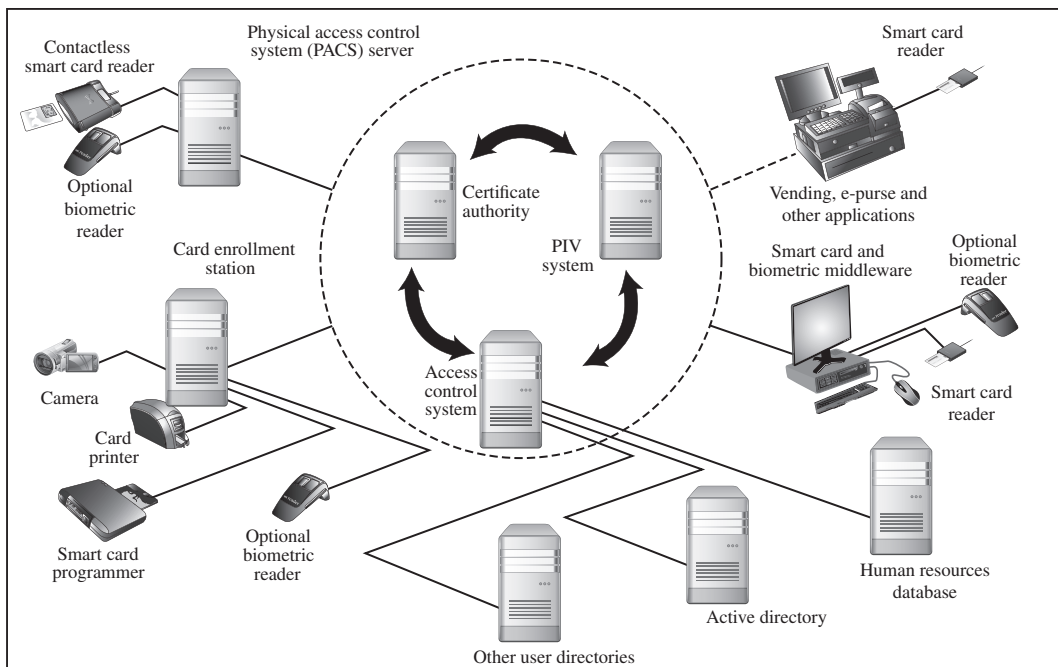 Physical access control
system (PACS) server
Contactless
smart card reader
Optional
biometric
reader
Smart card
reader
Vending, e-purse and
other applications
Certificate
authority
PIV
system
Access
control
system
Card enrollment
station
Camera
Card
printer
Smart card
programmer
Optional
biometric
reader
Smart card and
biometric middleware
Optional
biometric
reader
Smart card
reader
Other user directories
Active directory
Human resources
database